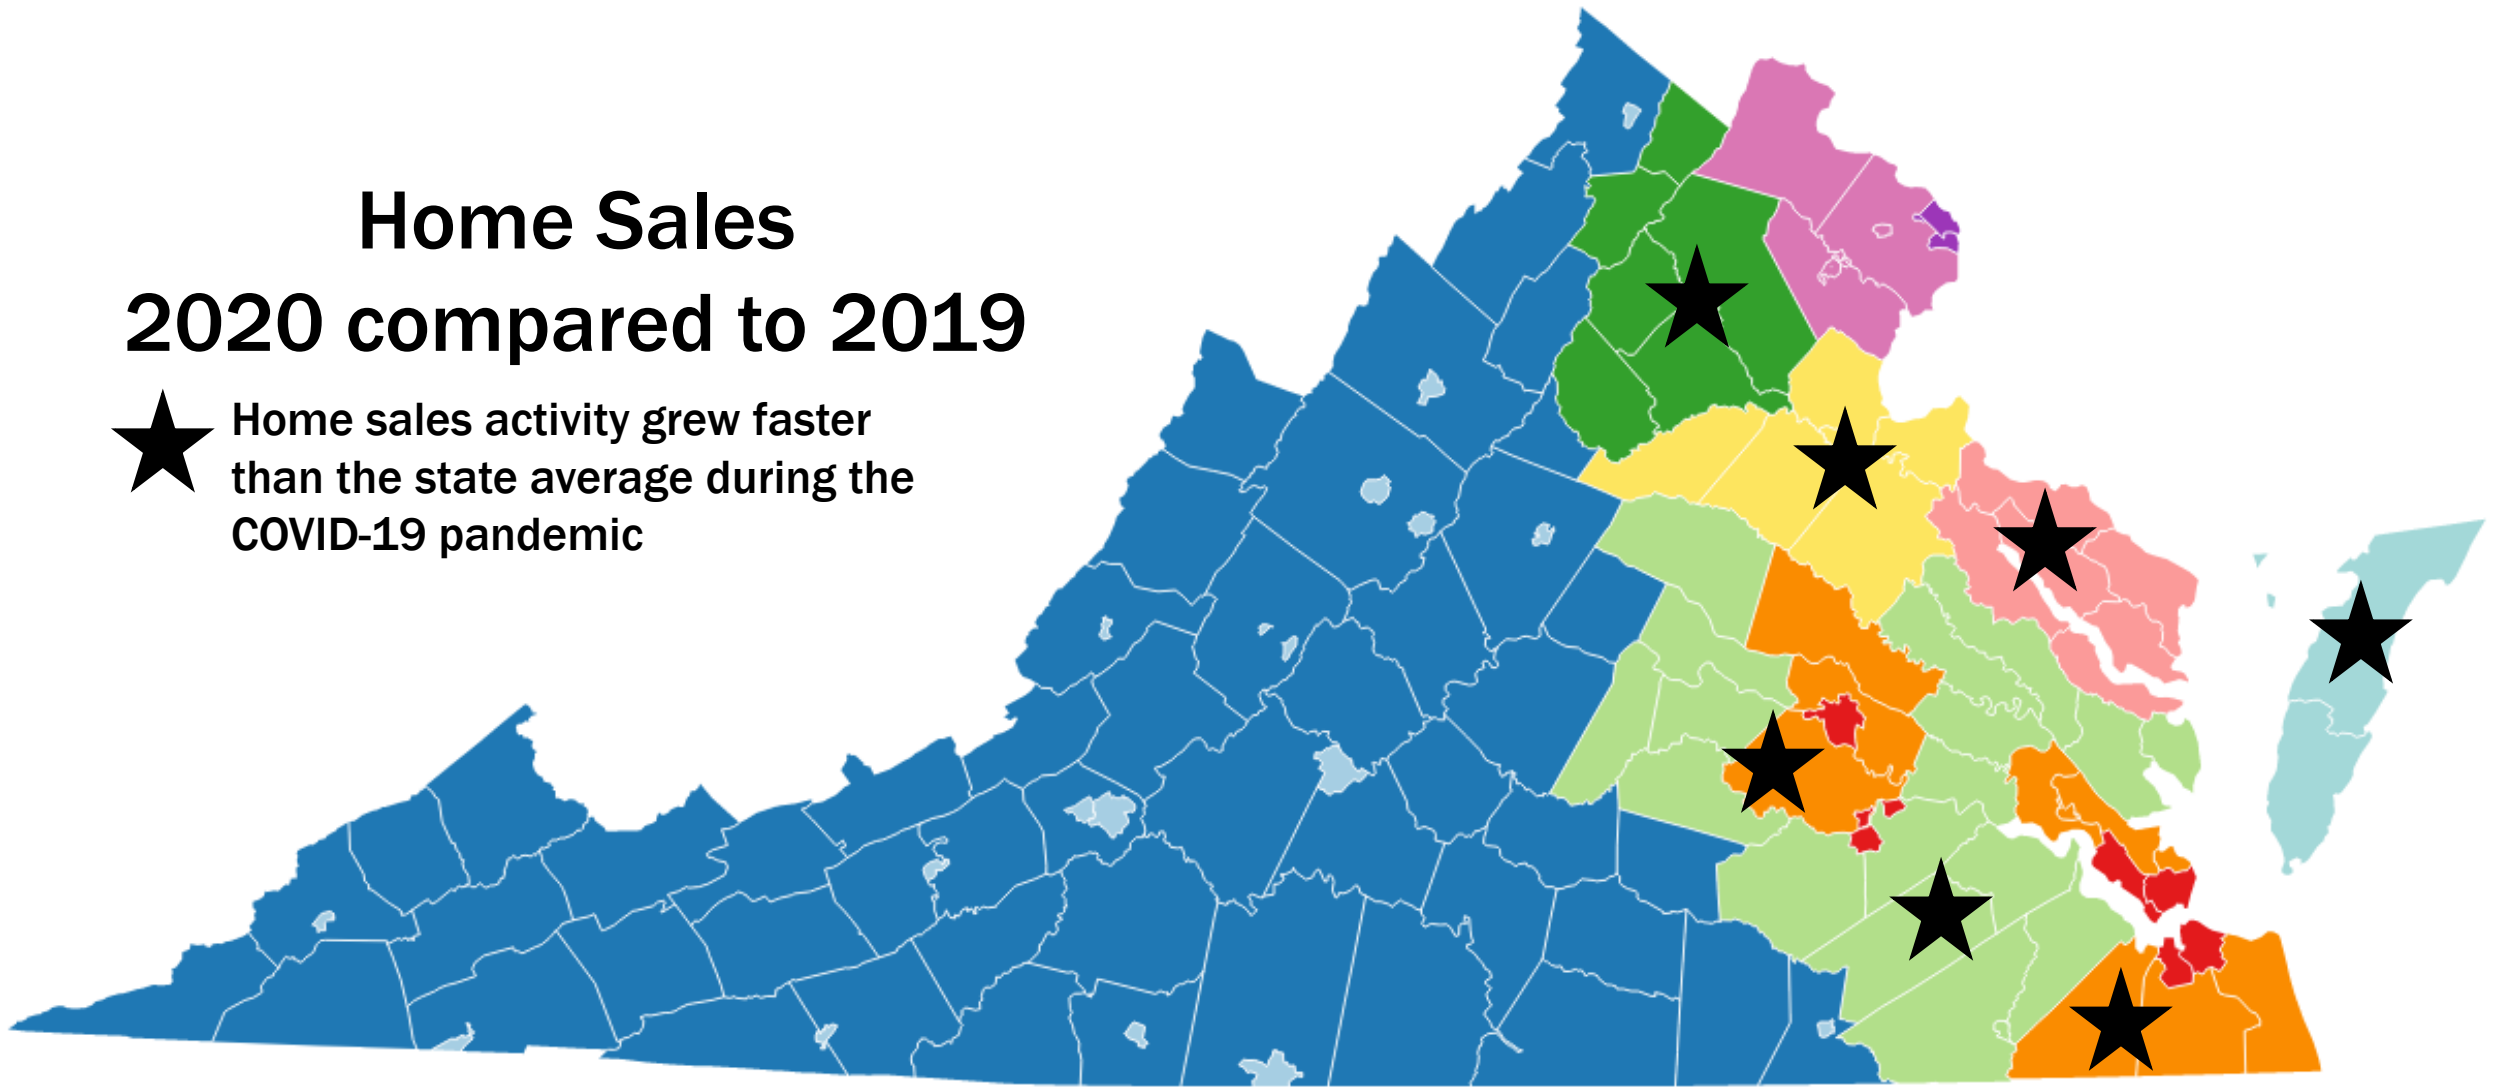 Home Sales
2020 compared to 2019
Home sales activity grew faster
than the state average during the
COVID-19 pandemic